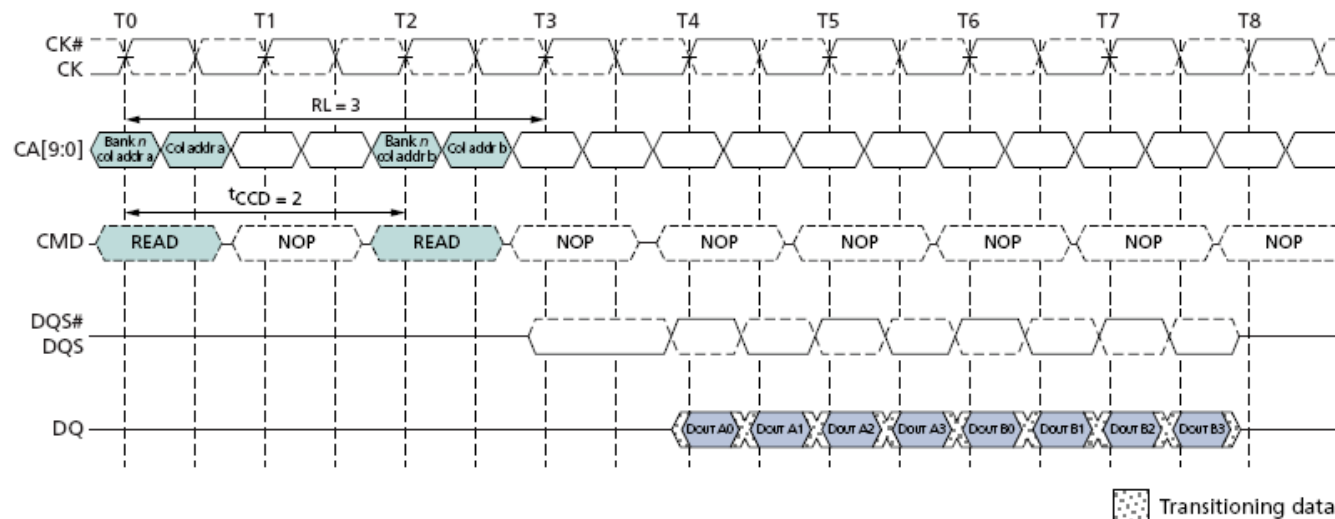 T0 T1 T2 T3 T4 T5 T6 T7 T8
CK#
CK
RL = 3
CA[9:0] Bank n col addr a Col addr a Bank n col addr b Col addr b
tCCD = 2
CMD READ NOP READ NOP NOP NOP NOP NOP NOP
DQS#
DQS
DQ DOUT A0 DOUT A1 DOUT A2 DOUT A3 DOUT B0 DOUT B1 DOUT B2 DOUT B3
Transitioning data